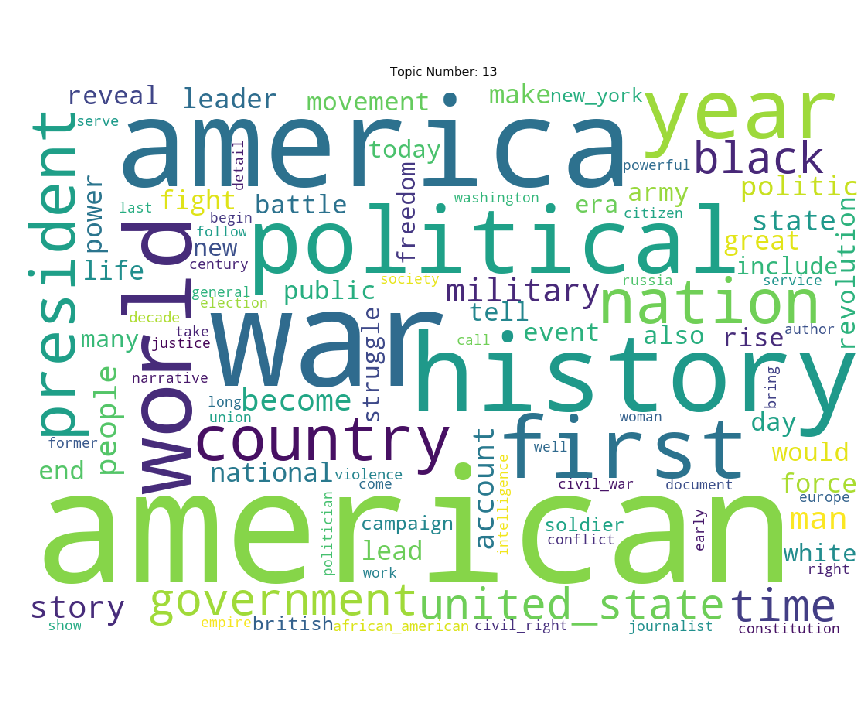 Topic Number: 13
reveal
leader
movement
make
new_york
year
serve
america
detail
today
powerful
black
president
power
last
fight
begin
battle
freedom
washington
era
army
citizen
politic
state
revolution
world
follow
new
political
great
century
life
general
election
public
society
military
tell
nation
russia
include
service
decade
many
take
justice
war
struggle
call
event
also
rise
author
history
narrative
people
long
union
become
bring
day
former
country
first
woman
well
would
end
national
violence
come
account
intelligence
civil_war
document
force
europe
american
politician
campaign
lead
work
soldier
conflict
early
man
white
right
story
government
united_state
time
show
empire
british
african_american
civil_right
journalist
constitution